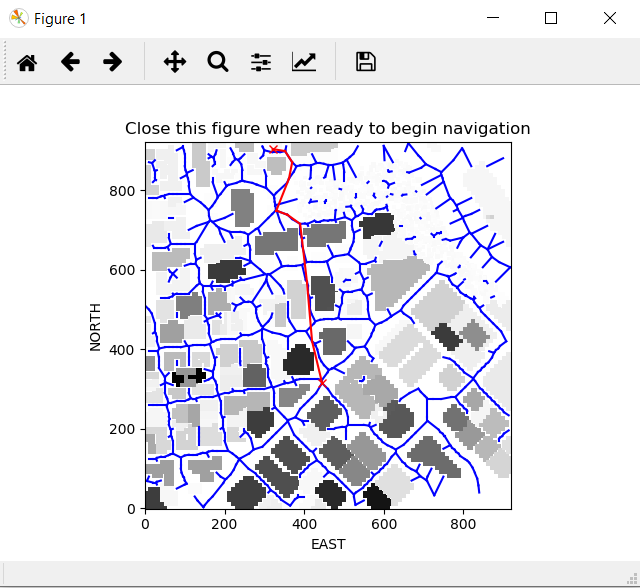 Figure 1
Close this figure when ready to begin navigation
800
600
400
200
0
NORTH
0 200 400 600 800
EAST